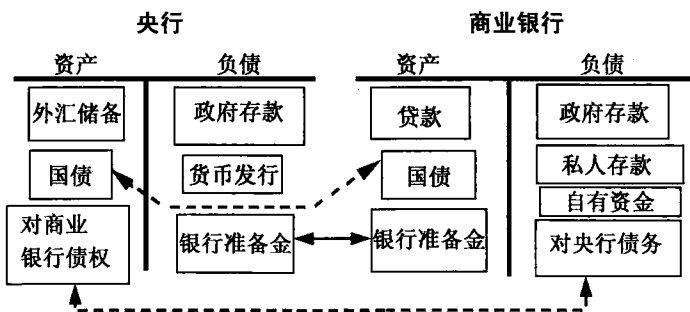 央行
商业银行
资产
负债
资产
负债
外汇储备
政府存款
贷款
政府存款
国债
货币发行
国债
私人存款
自有资金
对商业
银行债权
银行准备金
银行准备金
对央行债务